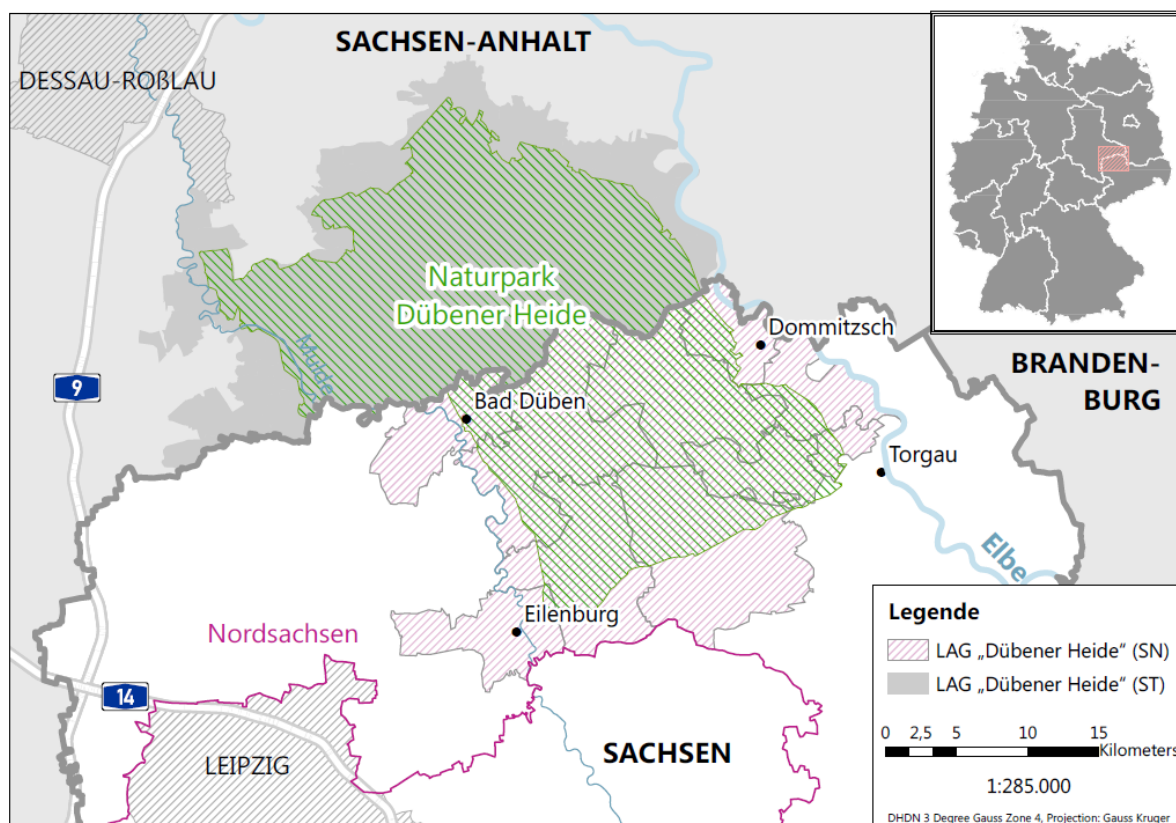 SACHSEN-ANHALT
DESSAU-ROßLAU
Naturpark
Dübener Heide
Mulde
Dommitzsch
BRANDEN-
BURG
9
Bad Düben
Torgau
Elbe
Eilenburg
Nordsachsen
14
LEIPZIG
SACHSEN
Legende
LAG „Dübener Heide“ (SN)
LAG „Dübener Heide“ (ST)
0 2,5 5 10 15
Kilometers
1:285.000
DHDN 3 Degree Gauss Zone 4, Projection: Gauss Kruger